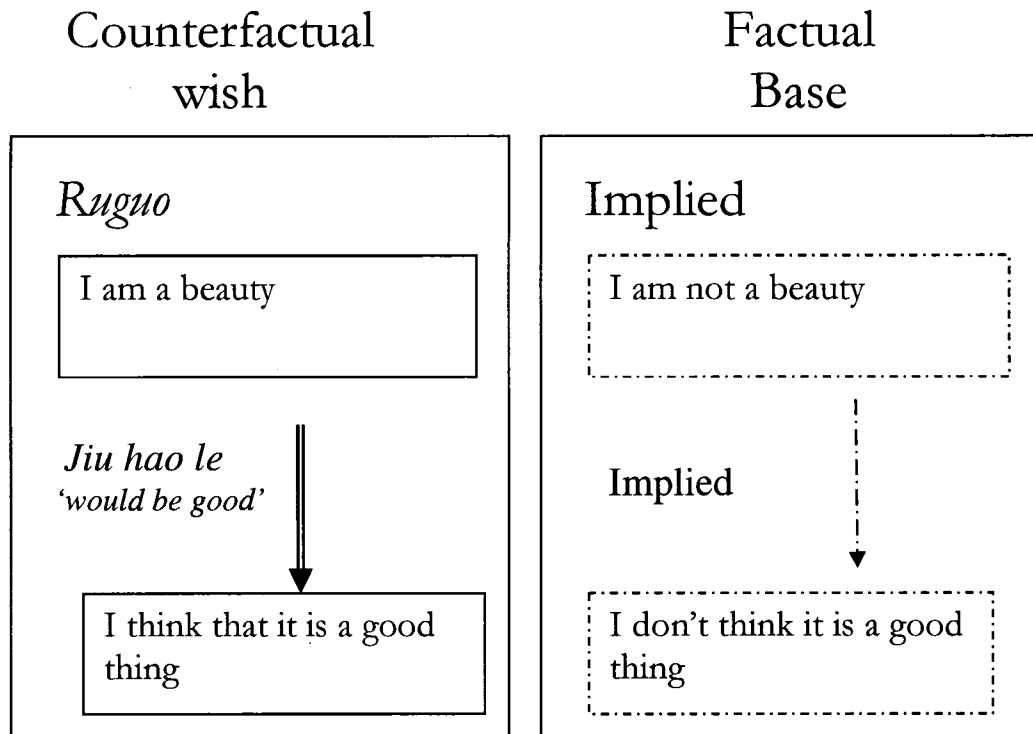 Counterfactual
wish
Ruguo
I am a beauty
Jiu hao le
‘would be good’
I think that it is a good
thing
Factual
Base
Implied
I am not a beauty
Implied
I don’t think it is a good
thing